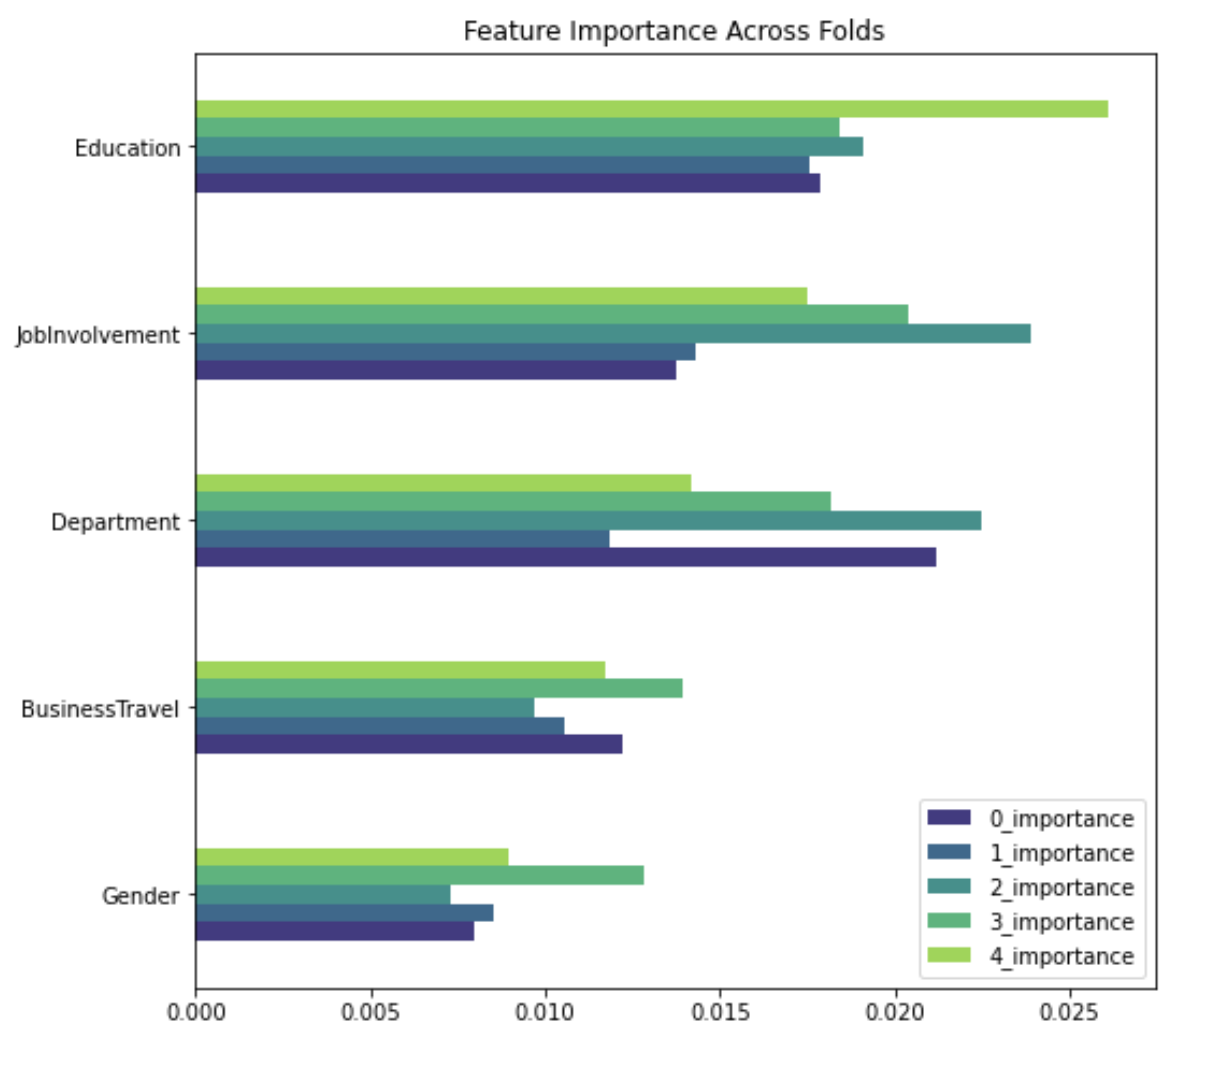 Feature Importance Across Folds
Education
JobInvolvement
Department
BusinessTravel
Gender
0_importance
1_importance
2_importance
3_importance
4_importance
0.000 0.005 0.010 0.015 0.020 0.025